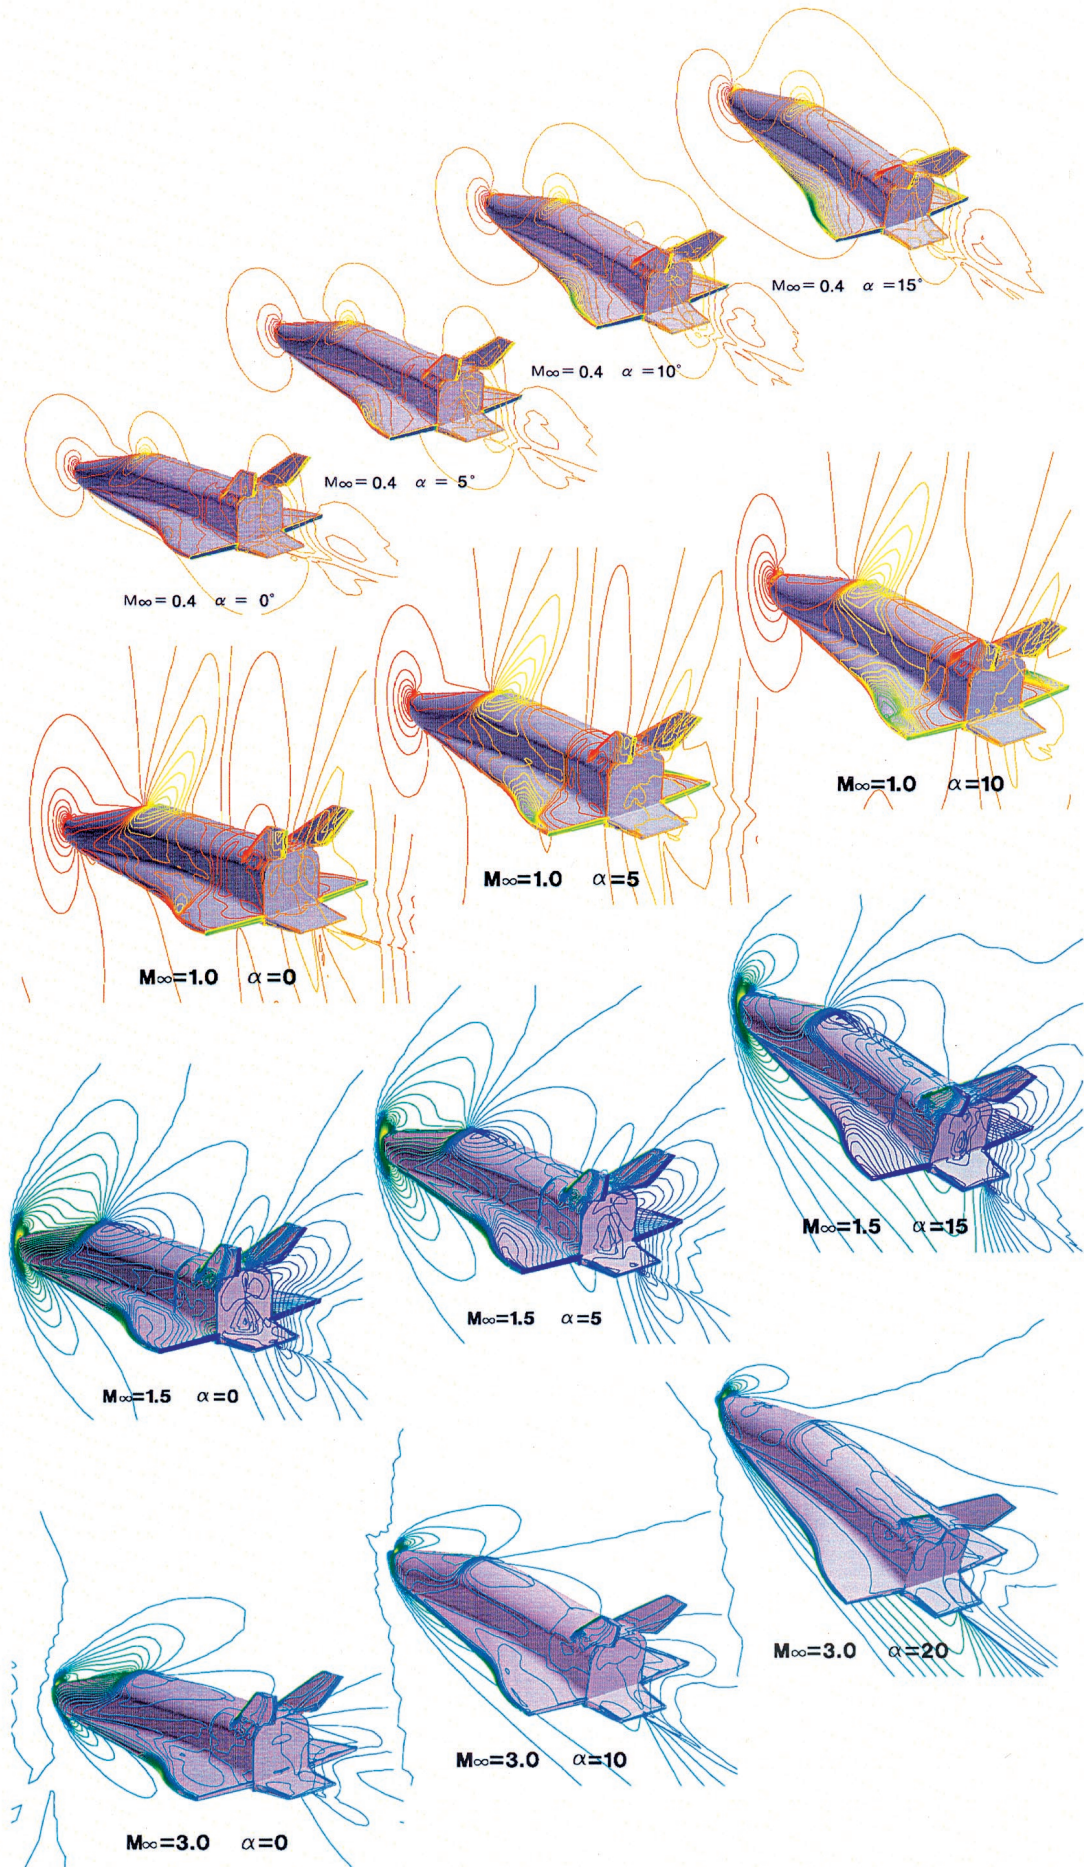 M∞= 0.4 α =15°
M∞= 0.4 α =10°
M∞= 0.4 α = 5°
M∞= 0.4 α = 0°
M∞=1.0 α=10
M∞=1.0 α=5
M∞=1.0 α=0
M∞=1.5 α=15
M∞=1.5 α=5
M∞=1.5 α=0
M∞=3.0 α=20
M∞=3.0 α=10
M∞=3.0 α=0